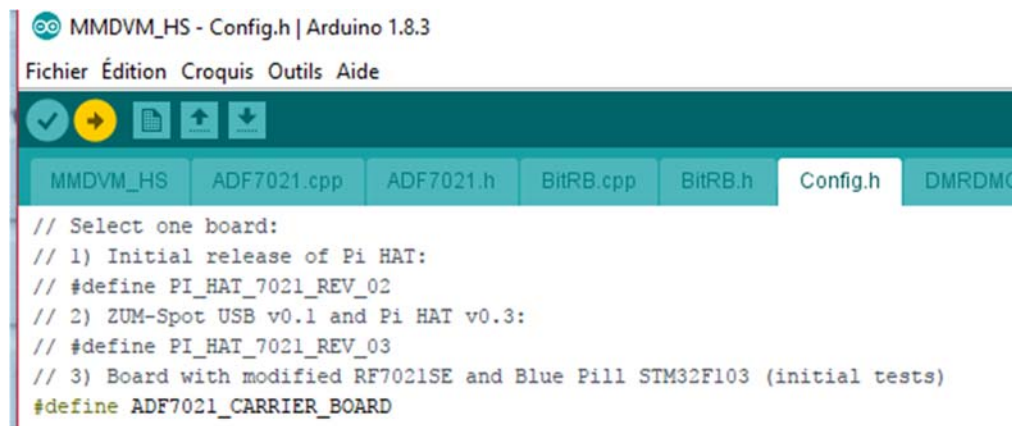 MMDVM_HS - Config.h | Arduino 1.8.3
Fichier Édition Croquis Outils Aide
MMDVM_HS ADF7021.cpp ADF7021.h BitRB.cpp BitRB.h Config.h DMRDMO
// Select one board:
// 1) Initial release of Pi HAT:
// #define PI_HAT_7021_REV_02
// 2) ZUM-Spot USB v0.1 and Pi HAT v0.3:
// #define PI_HAT_7021_REV_03
// 3) Board with modified RF7021SE and Blue Pill STM32F103 (initial tests)
#define ADF7021_CARRIER_BOARD